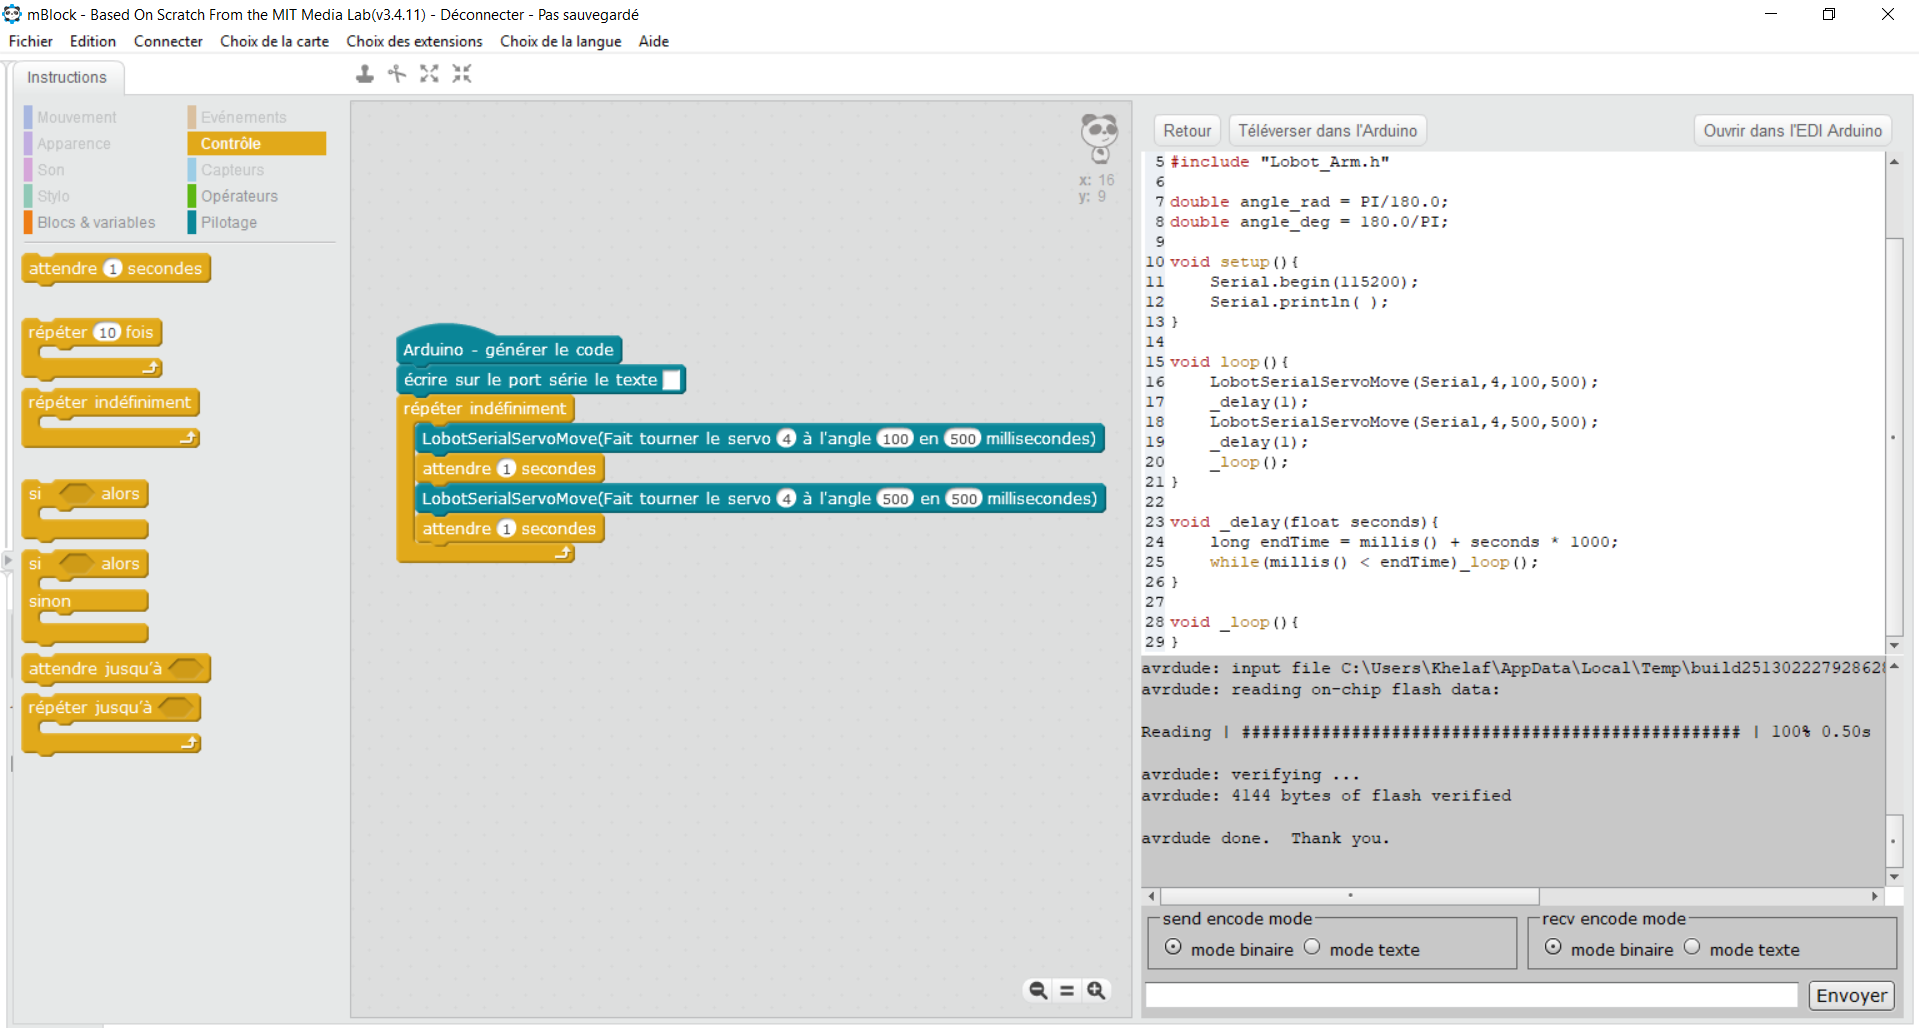 mBlock - Based On Scratch From the MIT Media Lab(v3.4.11) - Déconnecter - Pas sauvegardé
Fichier Edition Connecter Choix de la carte Choix des extensions Choix de la langue Aide
Instructions
Mouvement
Apparence
Son
Stylo
Blocs & variables
Evénements
Contrôle
Capteurs
Opérateurs
Pilotage
attendre 1 secondes
répéter 10 fois
répéter indéfiniment
si alors
si alors
sinon
attendre jusqu'à
répéter jusqu'à
x: 16
y: 9
Arduino - générer le code
écrire sur le port série le texte
répéter indéfiniment
LobotSerialServoMove(Fait tourner le servo 4 à l'angle 100 en 500 millisecondes)
attendre 1 secondes
LobotSerialServoMove(Fait tourner le servo 4 à l'angle 500 en 500 millisecondes)
attendre 1 secondes
Retour Téléverser dans l'Arduino Ouvrir dans l'EDI Arduino
5 #include "Lobot_Arm.h"
6
7 double angle_rad = PI/180.0;
8 double angle_deg = 180.0/PI;
9
10 void setup(){
11 Serial.begin(115200);
12 Serial.println( );
13 }
14
15 void loop(){
16 LobotSerialServoMove(Serial,4,100,500);
17 _delay(1);
18 LobotSerialServoMove(Serial,4,500,500);
19 _delay(1);
20 _loop();
21 }
22
23 void _delay(float seconds){
24 long endTime = millis() + seconds * 1000;
25 while(millis() < endTime)_loop();
26 }
27
28 void _loop(){
29 }
avrdude: input file C:\Users\Khelaf\AppData\Local\Temp\build251302227928628
avrdude: reading on-chip flash data:
Reading | ################################################## | 100% 0.50s
avrdude: verifying ...
avrdude: 4144 bytes of flash verified
avrdude done. Thank you.
send encode mode
mode binaire mode texte
recv encode mode
mode binaire mode texte
Envoyer